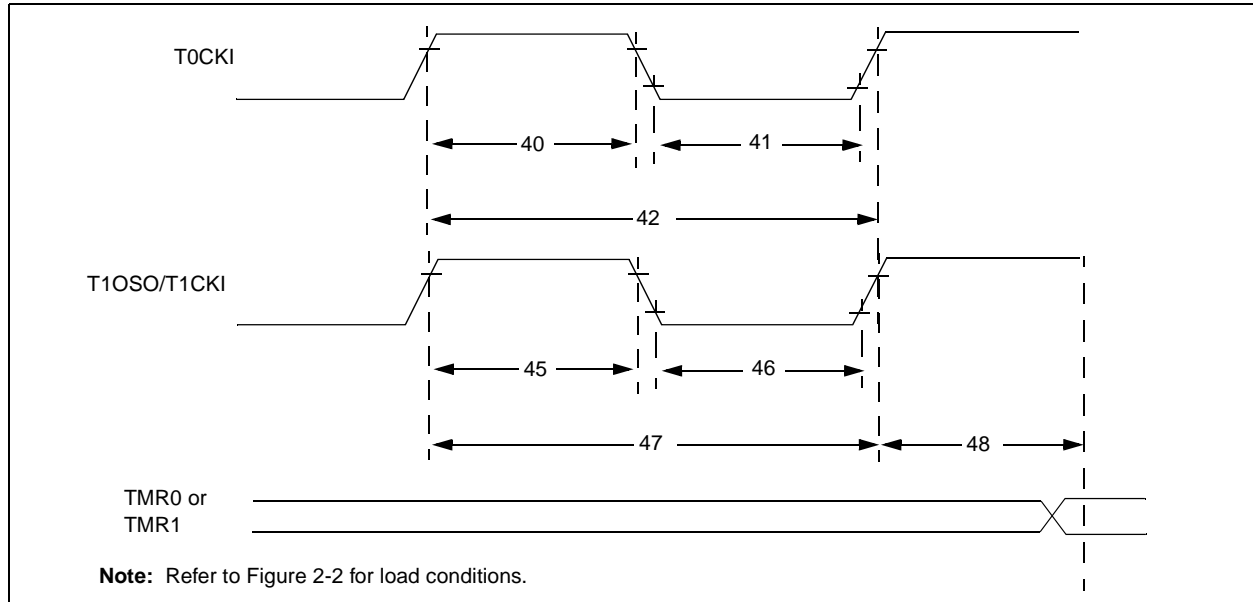 T0CKI
40
41
42
T1OSO/T1CKI
45
46
47
48
TMR0 or
TMR1
Note: Refer to Figure 2-2 for load conditions.